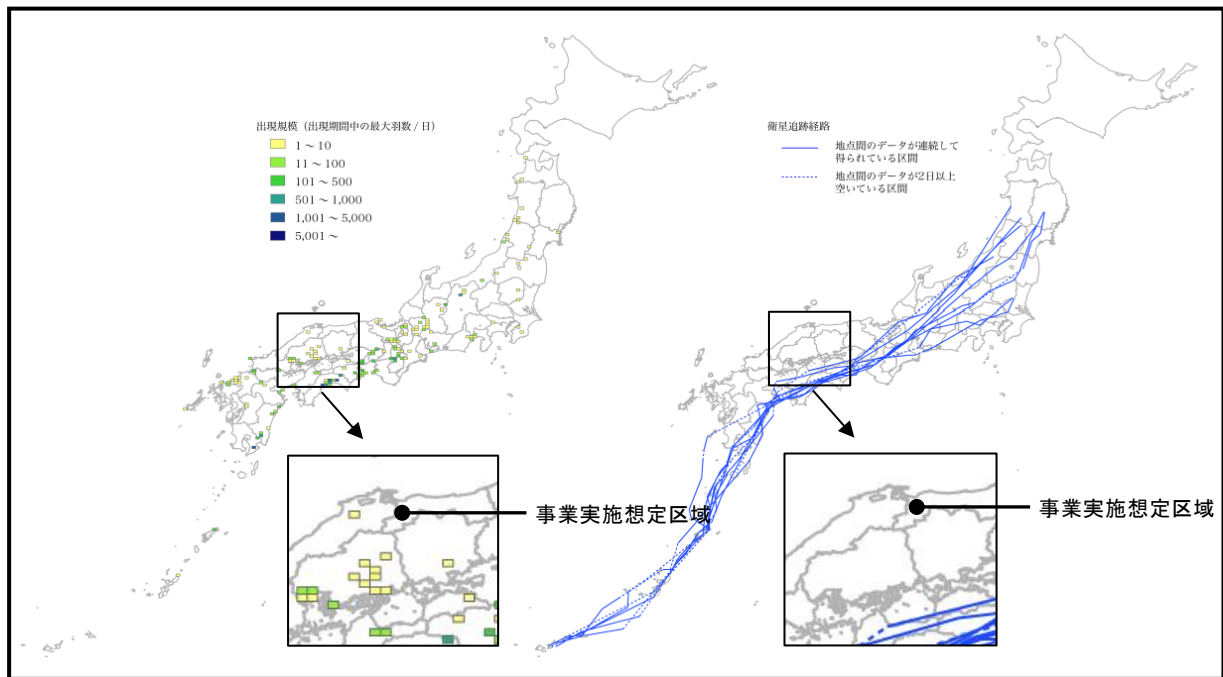 出現規模（出現期間中の最大羽数 / 日）
1 ～ 10
11 ～ 100
101 ～ 500
501 ～ 1,000
1,001 ～ 5,000
5,001 ～
衛星追跡経路
地点間のデータが連続して
得られている区間
地点間のデータが2日以上
空いている区間
事業実施想定区域
事業実施想定区域